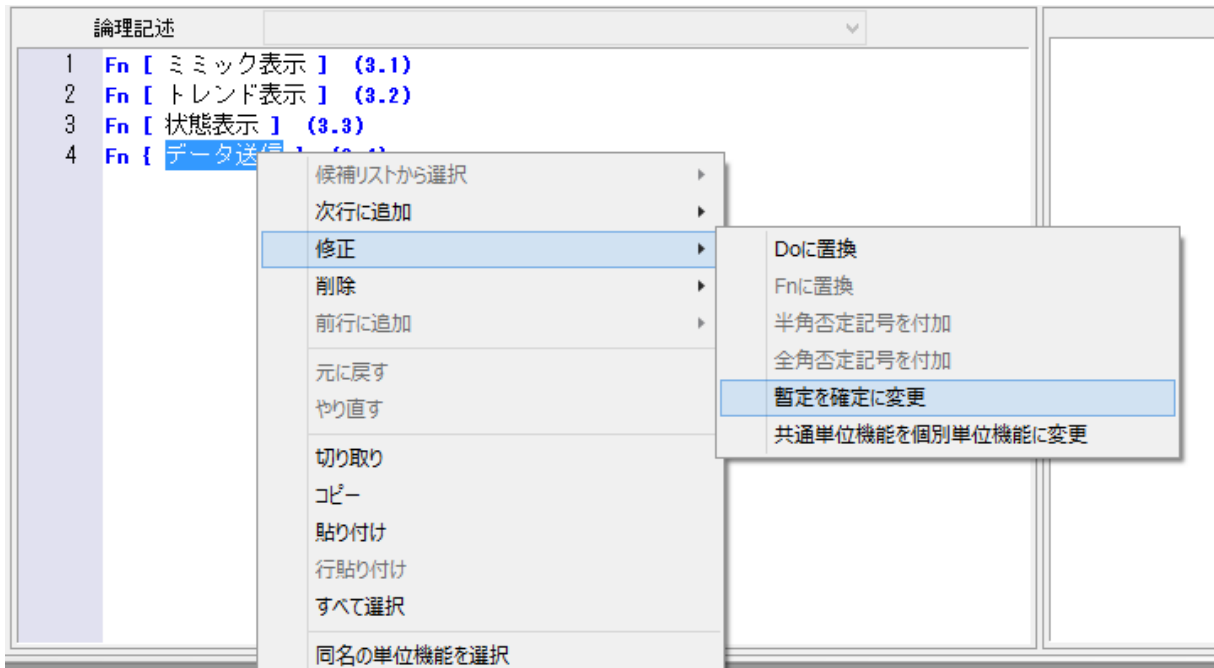 論理記述
1 Fn [ ミミック表示 ] (3.1)
2 Fn [ トレンド表示 ] (3.2)
3 Fn [ 状態表示 ] (3.3)
4 Fn { データ送信
候補リストから選択
次行に追加
修正
削除
前行に追加
元に戻す
やり直す
切り取り
コピー
貼り付け
行貼り付け
すべて選択
同名の単位機能を選択
Doに置換
Fnに置換
半角否定記号を付加
全角否定記号を付加
暫定を確定に変更
共通単位機能を個別単位機能に変更